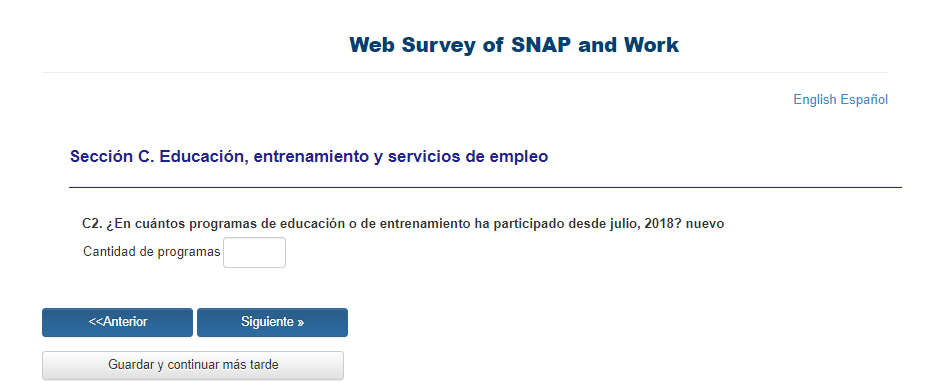 Web Survey of SNAP and Work
English Español
Sección C. Educación, entrenamiento y servicios de empleo
C2. ¿En cuántos programas de educación o de entrenamiento ha participado desde julio, 2018? nuevo
Cantidad de programas
<<Anterior
Siguiente »
Guardar y continuar más tarde